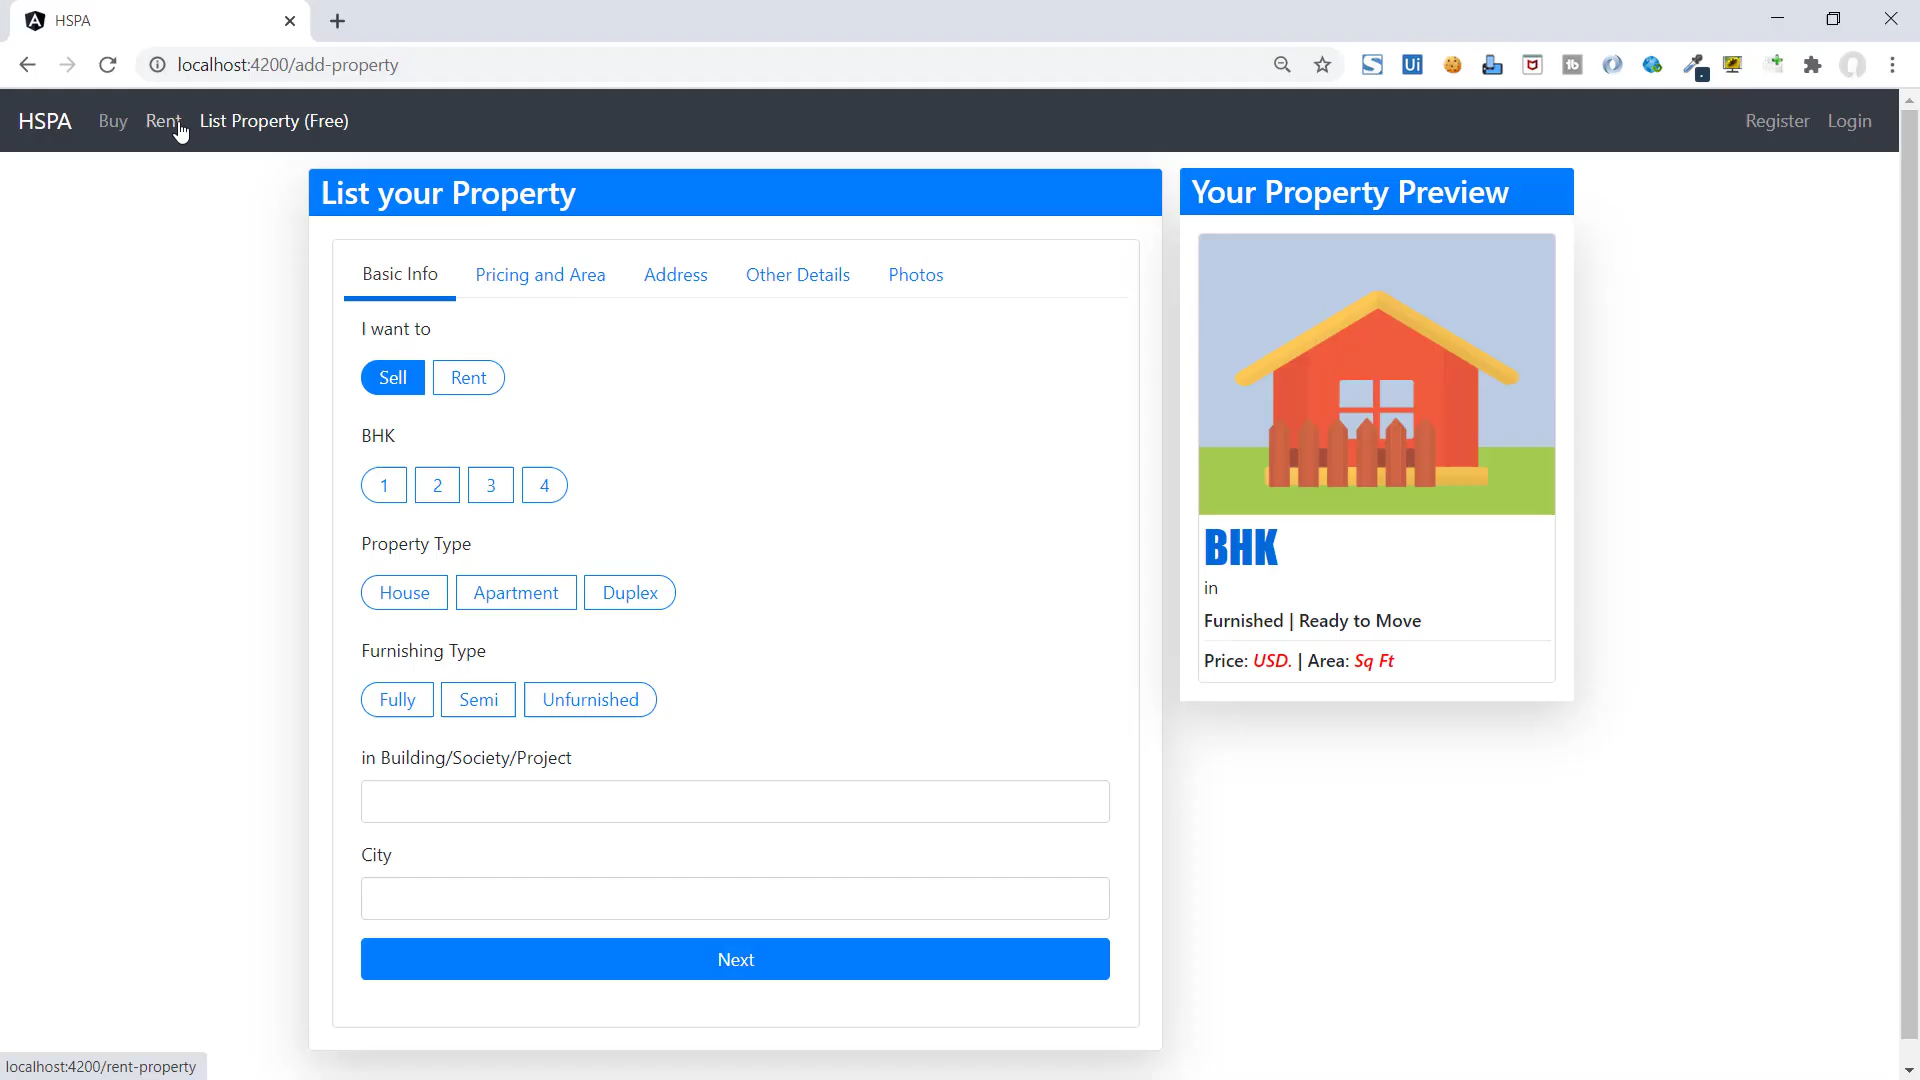 HSPA
localhost:4200/add-property
HSPA Buy Rent List Property (Free) Register Login
List your Property
Basic Info Pricing and Area Address Other Details Photos
I want to
Sell Rent
BHK
1 2 3 4
Property Type
House Apartment Duplex
Furnishing Type
Fully Semi Unfurnished
in Building/Society/Project
City
Next
Your Property Preview
BHK
in
Furnished | Ready to Move
Price: USD. | Area: Sq Ft
localhost:4200/rent-property